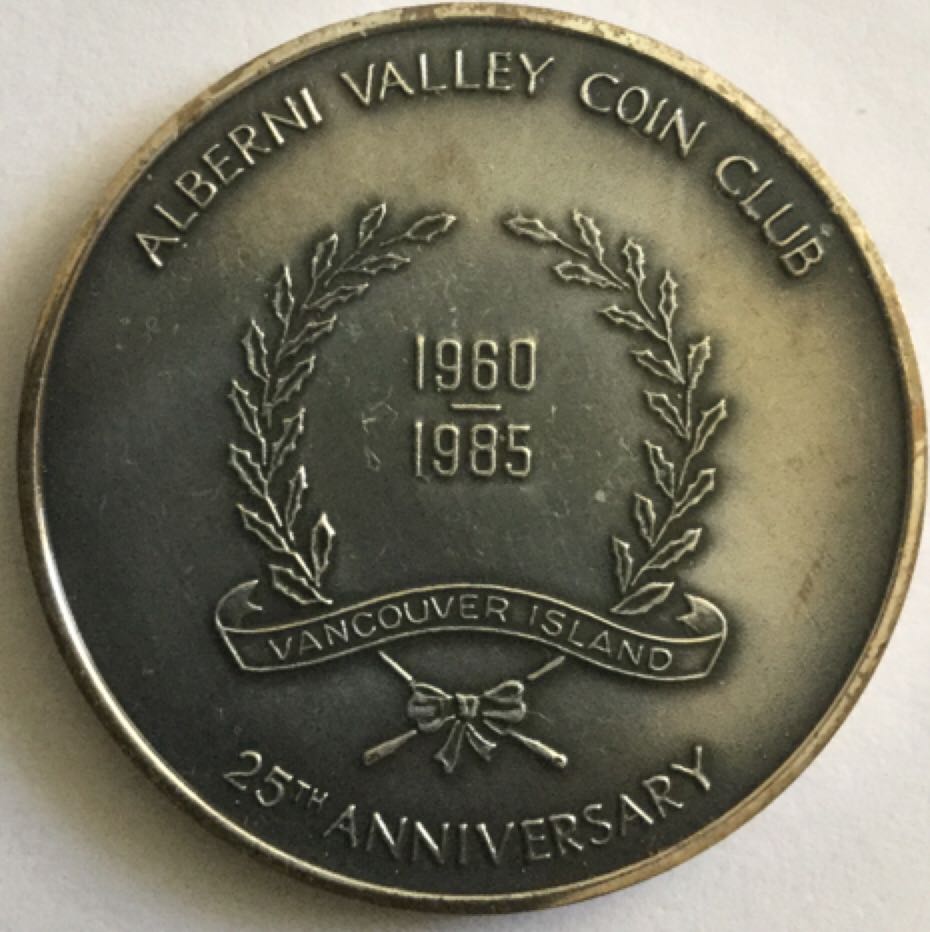 ALBERNI VALLEY COIN CLUB
1960
1985
VANCOUVER ISLAND
25TH ANNIVERSARY